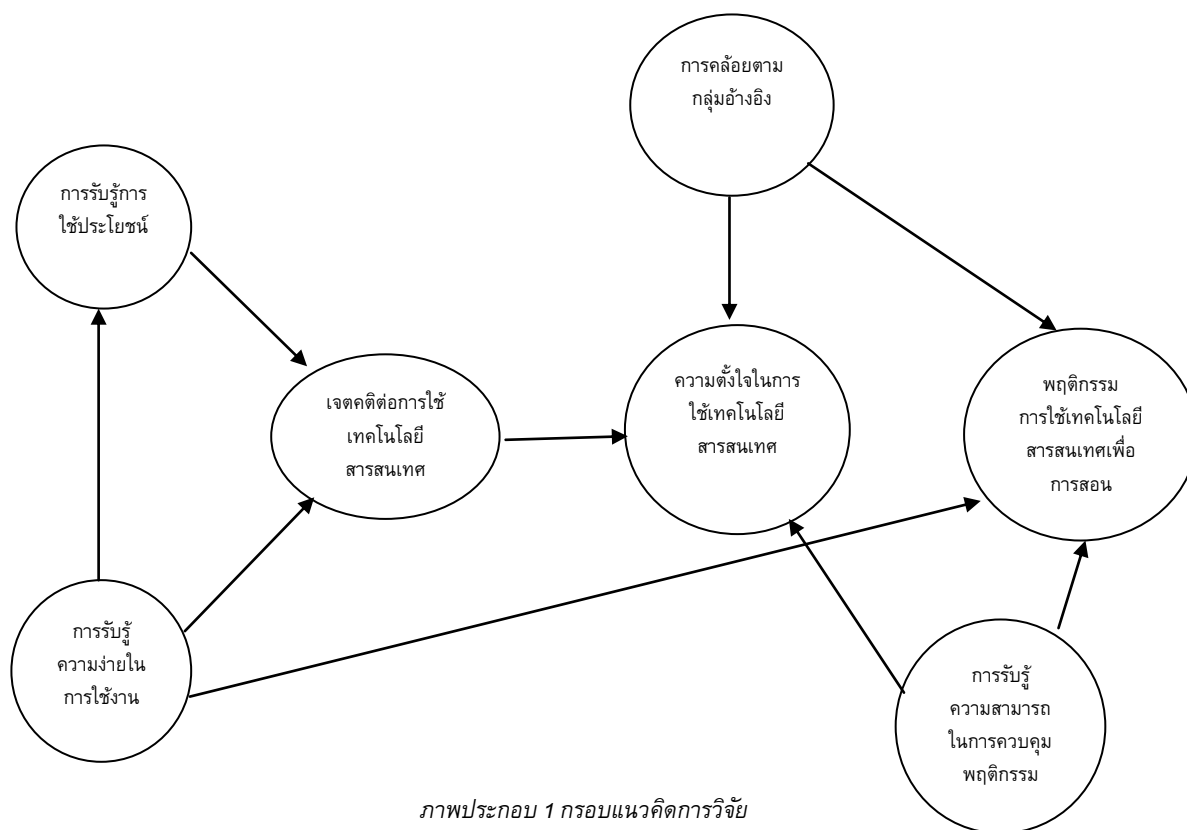 การคล้อยตาม
กลุ่มอ้างอิง
การรับรู้การ
ใช้ประโยชน์
เจตคติต่อการใช้
เทคโนโลยี
สารสนเทศ
ความตั้งใจในการ
ใช้เทคโนโลยี
สารสนเทศ
พฤติกรรม
การใช้เทคโนโลยี
สารสนเทศเพื่อ
การสอน
การรับรู้
ความง่ายใน
การใช้งาน
การรับรู้
ความสามารถ
ในการควบคุม
พฤติกรรม
ภาพประกอบ 1 กรอบแนวคิดการวิจัย